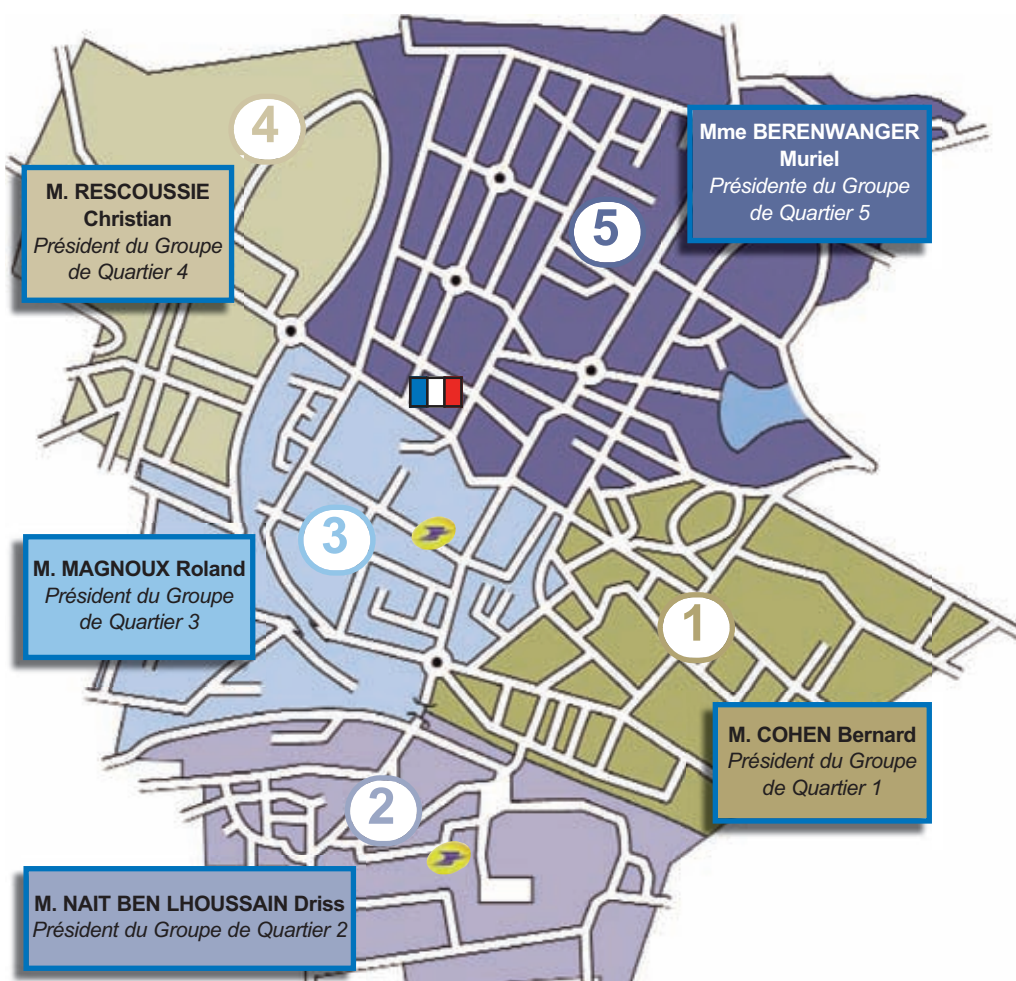 4
M. RESCOUSSIE
Christian
Président du Groupe
de Quartier 4
Mme BERENWANGER
Muriel
Présidente du Groupe
de Quartier 5
5
3
M. MAGNOUX Roland
Président du Groupe
de Quartier 3
1
M. COHEN Bernard
Président du Groupe
de Quartier 1
2
M. NAIT BEN LHOUSSAIN Driss
Président du Groupe de Quartier 2